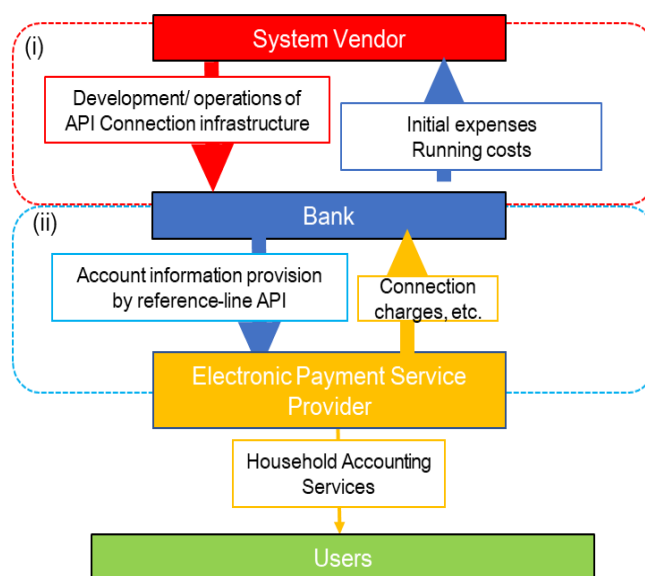 (i)
System Vendor
Development/ operations of
API Connection infrastructure
Initial expenses
Running costs
(ii)
Bank
Account information provision
by reference-line API
Connection
charges, etc.
Electronic Payment Service
Provider
Household Accounting
Services
Users